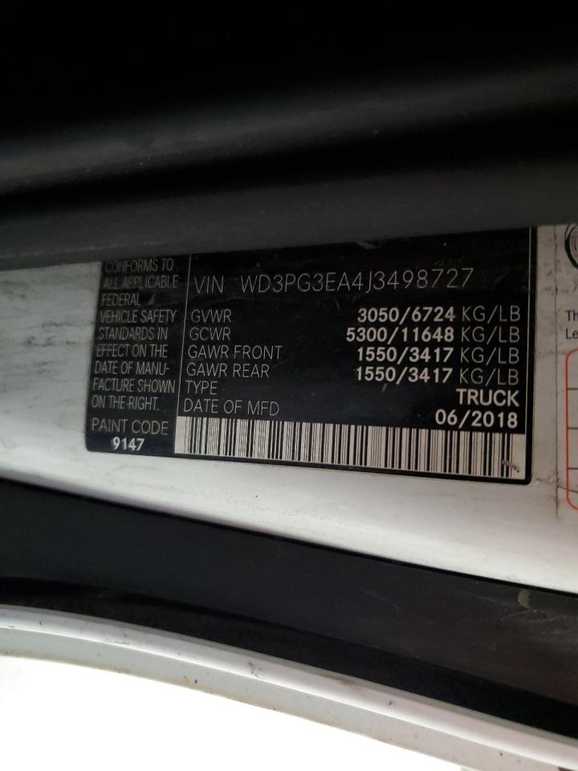 CONFORMS TO
ALL APPLICABLE
FEDERAL
VEHICLE SAFETY
STANDARDS IN
EFFECT ON THE
DATE OF MANU-
FACTURE SHOWN
ON THE RIGHT.
PAINT CODE
9147
VIN WD3PG3EA4J3498727
GVWR 3050/6724 KG/LB
GCWR 5300/11648 KG/LB
GAWR FRONT 1550/3417 KG/LB
GAWR REAR 1550/3417 KG/LB
TYPE TRUCK
DATE OF MFD 06/2018
Th
Le